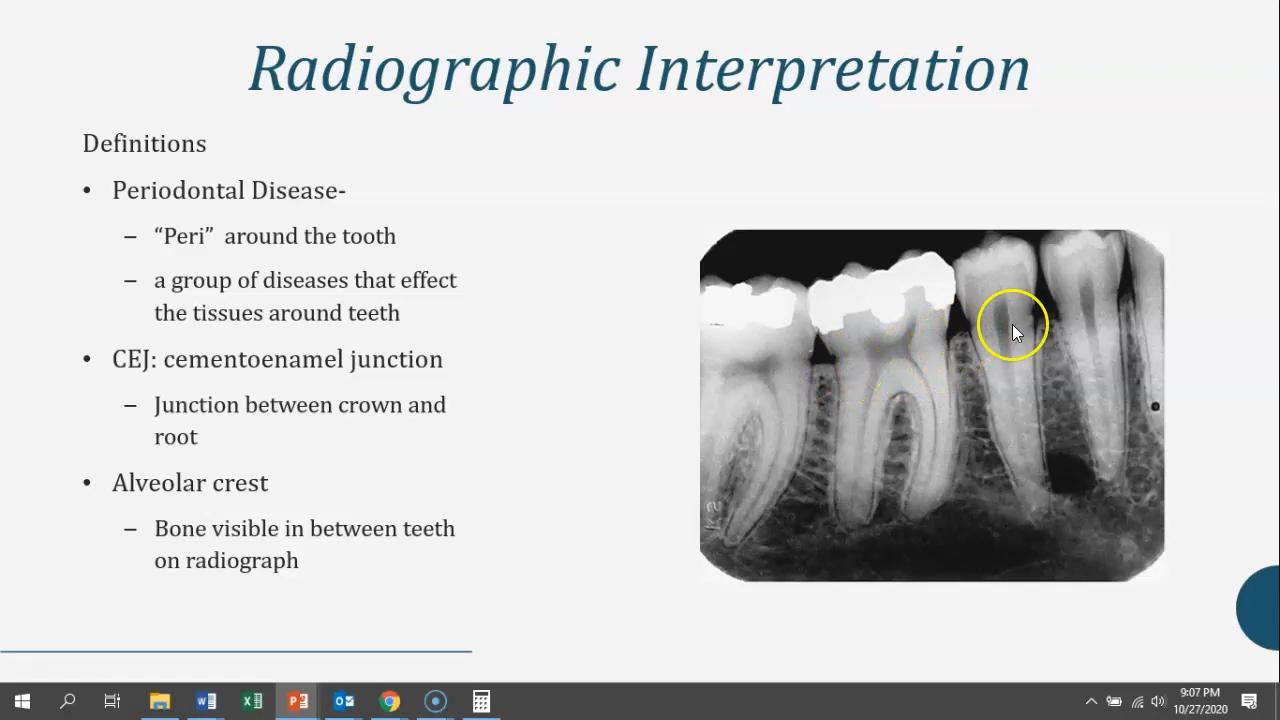 Radiographic Interpretation
Definitions
• Periodontal Disease-
– “Peri” around the tooth
– a group of diseases that effect
the tissues around teeth
• CEJ: cementoenamel junction
– Junction between crown and
root
• Alveolar crest
– Bone visible in between teeth
on radiograph
9:07 PM
10/27/2020